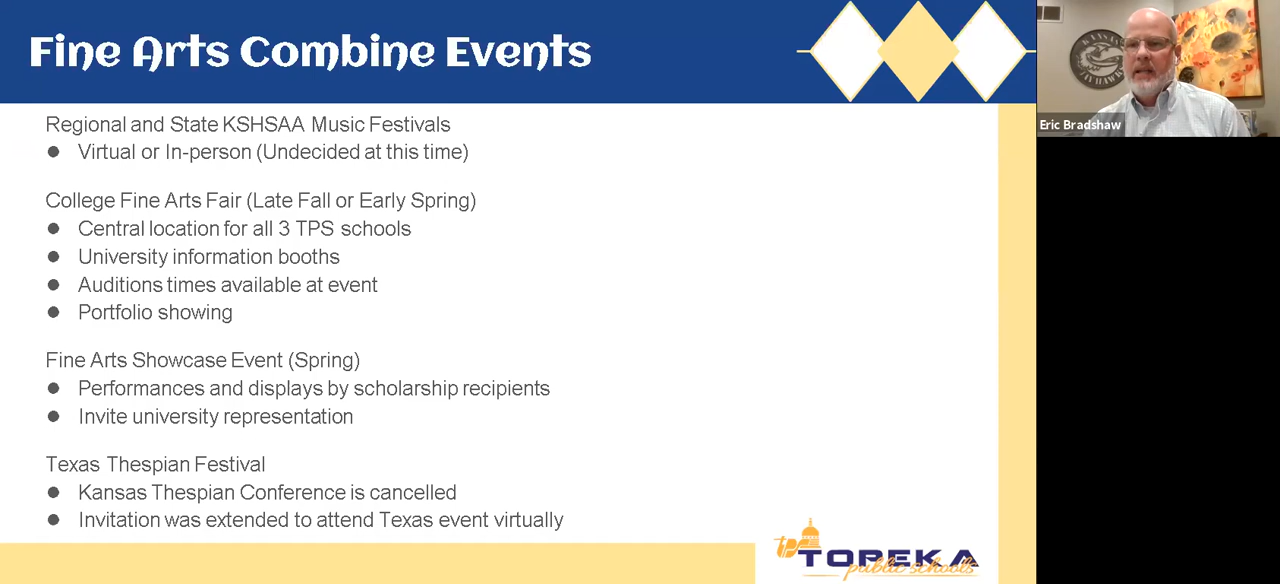 Fine Arts Combine Events
Regional and State KSHSAA Music Festivals
● Virtual or In-person (Undecided at this time)
College Fine Arts Fair (Late Fall or Early Spring)
● Central location for all 3 TPS schools
● University information booths
● Auditions times available at event
● Portfolio showing
Fine Arts Showcase Event (Spring)
● Performances and displays by scholarship recipients
● Invite university representation
Texas Thespian Festival
● Kansas Thespian Conference is cancelled
● Invitation was extended to attend Texas event virtually
tps TOPEKA
public schools
KANSAS
JAYHAWKS
Eric Bradshaw